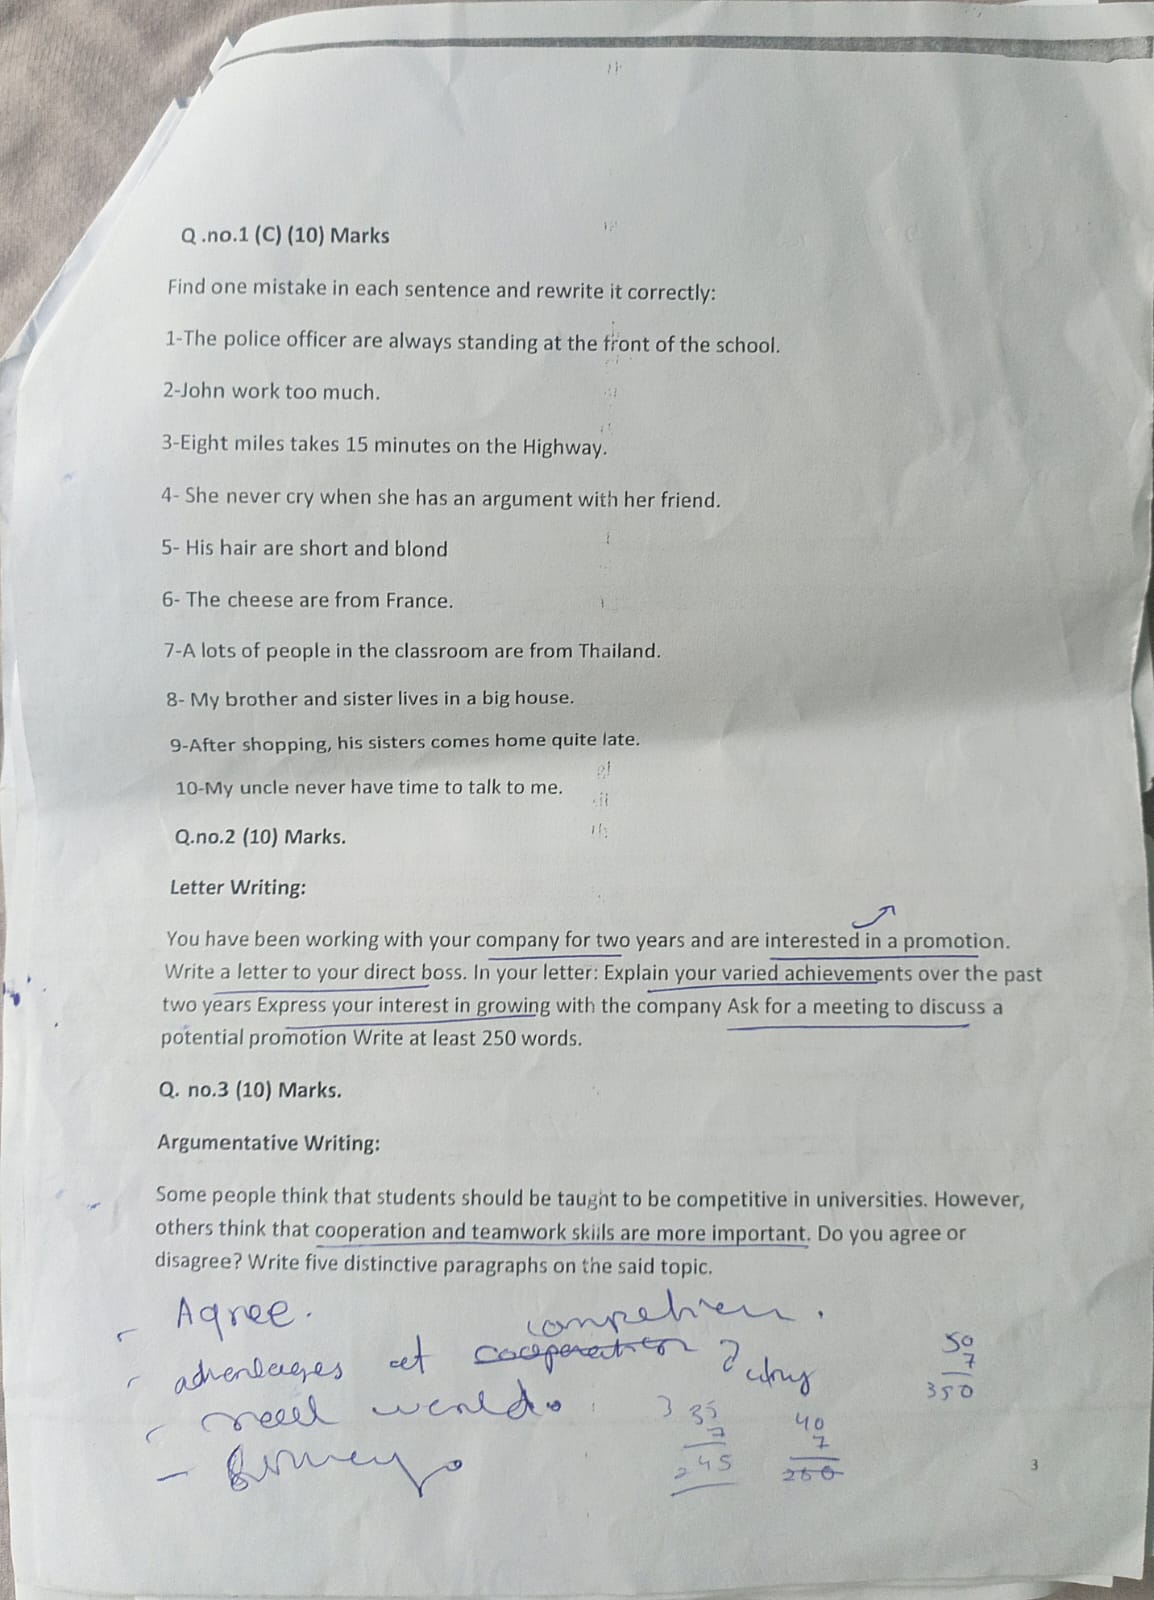 Q .no.1 (C) (10) Marks
Find one mistake in each sentence and rewrite it correctly:
1-The police officer are always standing at the front of the school.
2-John work too much.
3-Eight miles takes 15 minutes on the Highway.
4- She never cry when she has an argument with her friend.
5- His hair are short and blond
6- The cheese are from France.
7-A lots of people in the classroom are from Thailand.
8- My brother and sister lives in a big house.
9-After shopping, his sisters comes home quite late.
10-My uncle never have time to talk to me.
Q.no.2 (10) Marks.
Letter Writing:
You have been working with your company for two years and are interested in a promotion.
Write a letter to your direct boss. In your letter: Explain your varied achievements over the past
two years Express your interest in growing with the company Ask for a meeting to discuss a
potential promotion Write at least 250 words.
Q. no.3 (10) Marks.
Argumentative Writing:
Some people think that students should be taught to be competitive in universities. However,
others think that cooperation and teamwork skills are more important. Do you agree or
disagree? Write five distinctive paragraphs on the said topic.
Agree.
50
7
350
35
7
245
40
7
3